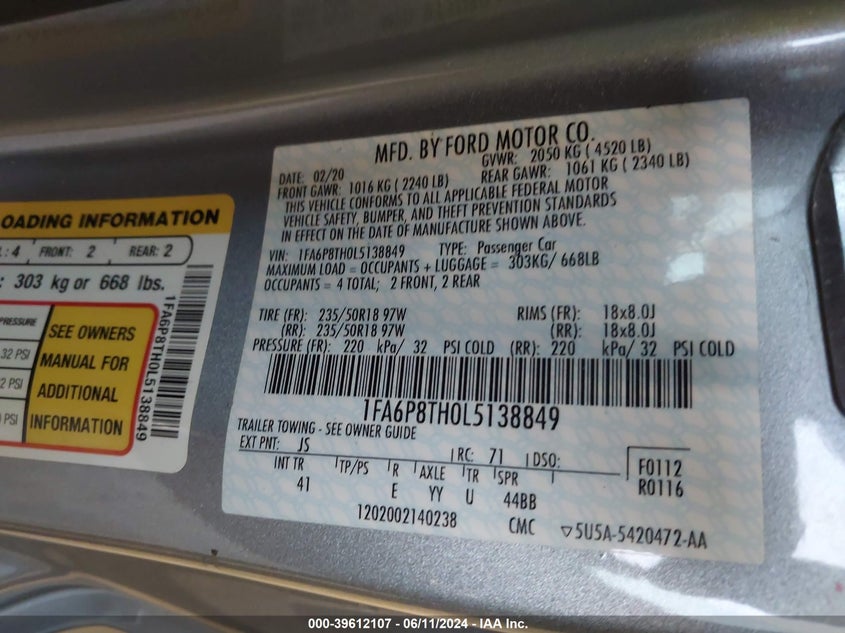 OADING INFORMATION
: 4 FRONT: 2 REAR: 2
: 303 kg or 668 lbs.
PRESSURE
32 PSI
2 PSI
PSI
SEE OWNERS
MANUAL FOR
ADDITIONAL
INFORMATION
1FA6P8TH0L5138849
MFD. BY FORD MOTOR CO.
DATE: 02/20 GVWR: 2050 KG ( 4520 LB)
FRONT GAWR: 1016 KG ( 2240 LB) REAR GAWR: 1061 KG ( 2340 LB)
THIS VEHICLE CONFORMS TO ALL APPLICABLE FEDERAL MOTOR
VEHICLE SAFETY, BUMPER, AND THEFT PREVENTION STANDARDS
IN EFFECT ON THE DATE OF MANUFACTURE SHOWN ABOVE.
VIN: 1FA6P8TH0L5138849 TYPE: Passenger Car
MAXIMUM LOAD = OCCUPANTS + LUGGAGE = 303KG/ 668LB
OCCUPANTS = 4 TOTAL; 2 FRONT, 2 REAR
TIRE (FR): 235/50R18 97W RIMS (FR): 18x8.0J
(RR): 235/50R18 97W (RR): 18x8.0J
PRESSURE (FR): 220 kPa/ 32 PSI COLD (RR): 220 kPa/ 32 PSI COLD
1FA6P8TH0L5138849
TRAILER TOWING - SEE OWNER GUIDE
EXT PNT: JS RC: 71 DSO: F0112
INT TR TP/PS R AXLE TR SPR R0116
41 E YY U 44BB
1202002140238 CMC ▽5U5A-5420472-AA
000-39612107 - 06/11/2024 - IAA Inc.